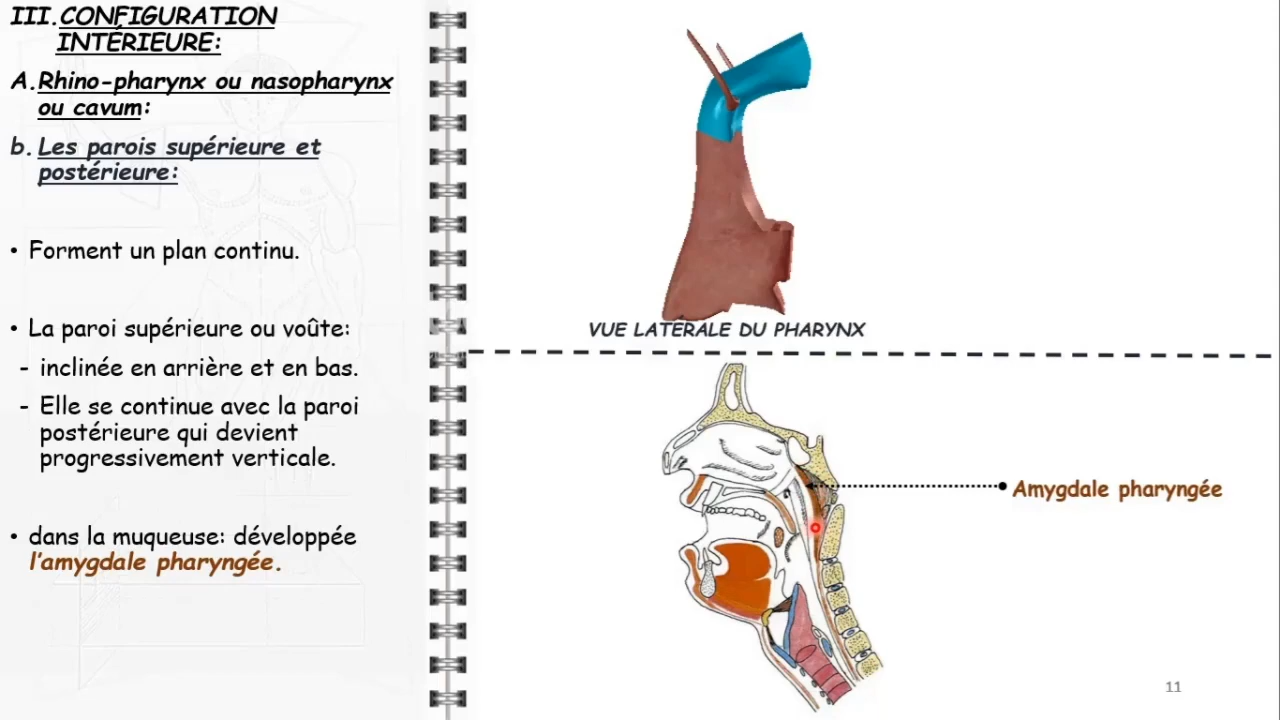 III. CONFIGURATION
INTÉRIEURE:
A. Rhino-pharynx ou nasopharynx
ou cavum:
b. Les parois supérieure et
postérieure:
• Forment un plan continu.
• La paroi supérieure ou voûte:
- inclinée en arrière et en bas.
- Elle se continue avec la paroi
postérieure qui devient
progressivement verticale.
• dans la muqueuse: développée
l'amygdale pharyngée.
VUE LATERALE DU PHARYNX
Amygdale pharyngée
11